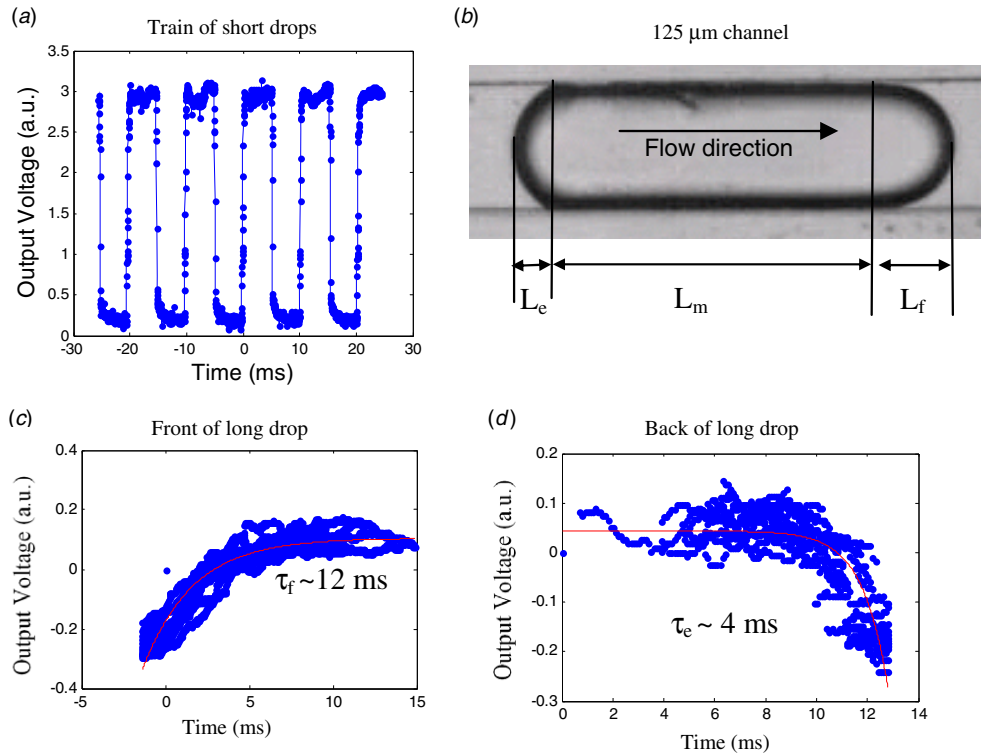 (a)
Train of short drops
Output Voltage (a.u.)
3.5
3
2.5
2
1.5
1
0.5
0
-30 -20 -10 0 10 20 30
Time (ms)
(b)
125 μm channel
Flow direction
Le Lm Lf
(c)
Front of long drop
Output Voltage (a.u.)
0.4
0.2
0
-0.2
-0.4
τf ~12 ms
0 5 10 15
Time (ms)
(d)
Back of long drop
Output Voltage (a.u.)
0.2
0.1
0
-0.1
-0.2
-0.3
τe ~ 4 ms
0 2 4 6 8 10 12 14
Time (ms)